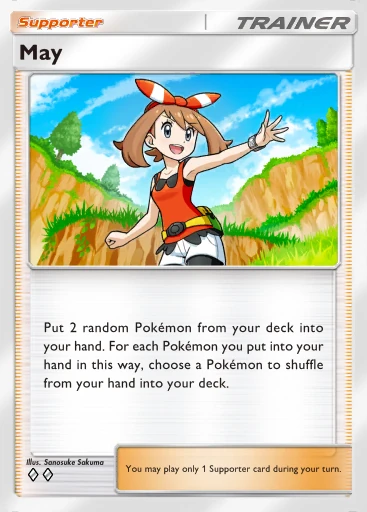 Supporter
TRAINER
May
Put 2 random Pokémon from your deck into
your hand. For each Pokémon you put into your
hand in this way, choose a Pokémon to shuffle
from your hand into your deck.
Illus. Sanosuke Sakuma
You may play only 1 Supporter card during your turn.